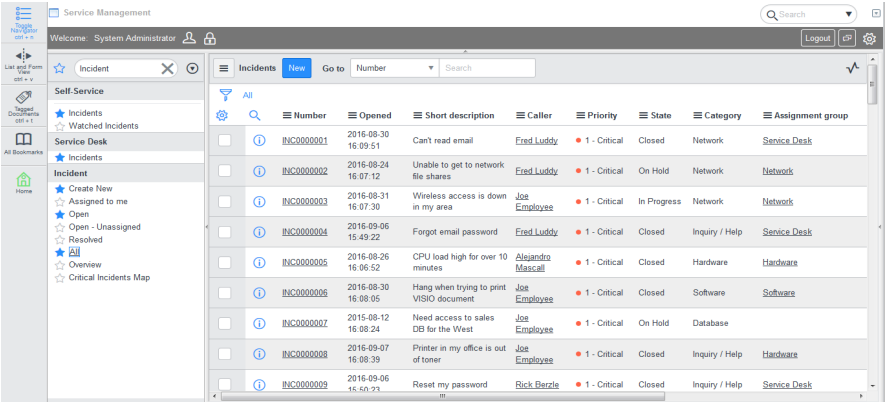 Service Management
Search
Toggle
Navigator
ctrl + n
Welcome: System Administrator
Logout
List and Form
View
ctrl + v
Tagged
Documents
ctrl + t
All Bookmarks
Home
Incident
Self-Service
Incidents
Watched Incidents
Service Desk
Incidents
Incident
Create New
Assigned to me
Open
Open - Unassigned
Resolved
All
Overview
Critical Incidents Map
Incidents New Go to Number Search
All
Number Opened Short description Caller Priority State Category Assignment group
INC0000001 2016-08-30 16:09:51 Can't read email Fred Luddy 1 - Critical Closed Network Service Desk
INC0000002 2016-08-24 16:07:12 Unable to get to network file shares Fred Luddy 1 - Critical On Hold Network Network
INC0000003 2016-08-31 16:07:30 Wireless access is down in my area Joe Employee 1 - Critical In Progress Network Network
INC0000004 2016-09-06 15:49:22 Forgot email password Fred Luddy 1 - Critical Closed Inquiry / Help Service Desk
INC0000005 2016-08-26 16:06:52 CPU load high for over 10 minutes Alejandro Mascall 1 - Critical Closed Hardware Hardware
INC0000006 2016-08-30 16:08:05 Hang when trying to print VISIO document Joe Employee 1 - Critical Closed Software Software
INC0000007 2015-08-12 16:08:24 Need access to sales DB for the West Joe Employee 1 - Critical On Hold Database
INC0000008 2016-09-07 16:08:39 Printer in my office is out of toner Joe Employee 1 - Critical Closed Inquiry / Help Hardware
INC0000009 2016-09-06 15:50:23 Reset my password Rick Berzle 1 - Critical Closed Inquiry / Help Service Desk